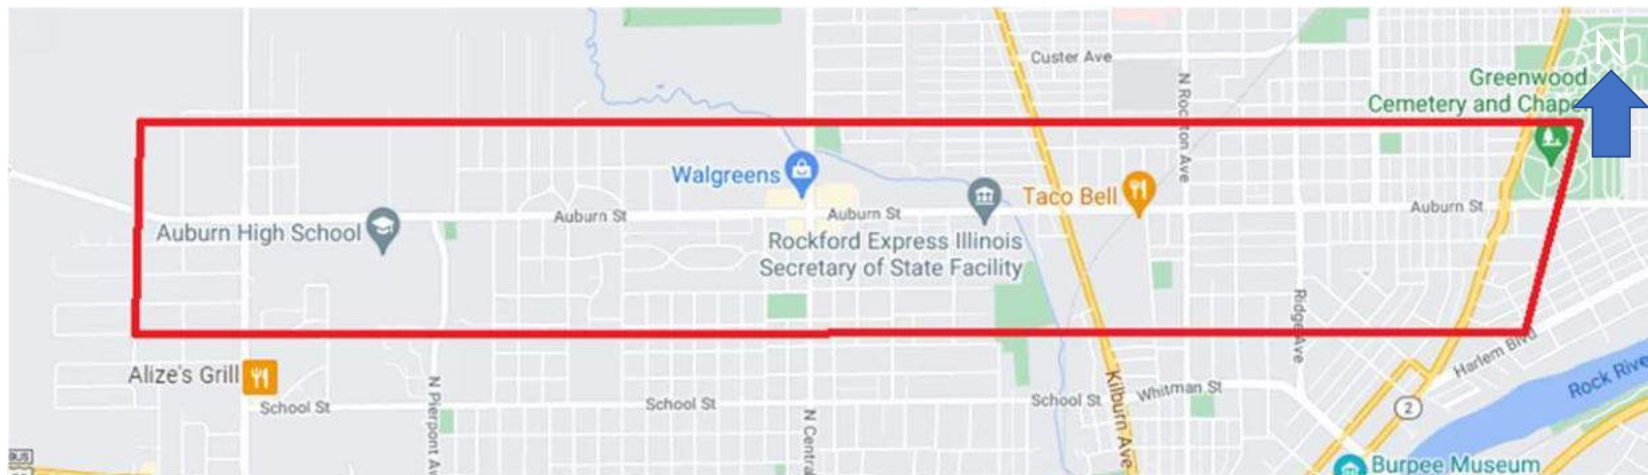 N
Custer Ave
Greenwood
Cemetery and Chape
N Rockton Ave
Walgreens
Taco Bell
Auburn High School
Auburn St
Auburn St
Auburn St
Rockford Express Illinois
Secretary of State Facility
Ridge Ave
Harlem Blvd
Alize's Grill
N Pierpont Av
School St
School St
School St
N Centra
Kilburn Ave
Whitman St
2
Rock Rive
BUS
Burpee Museum